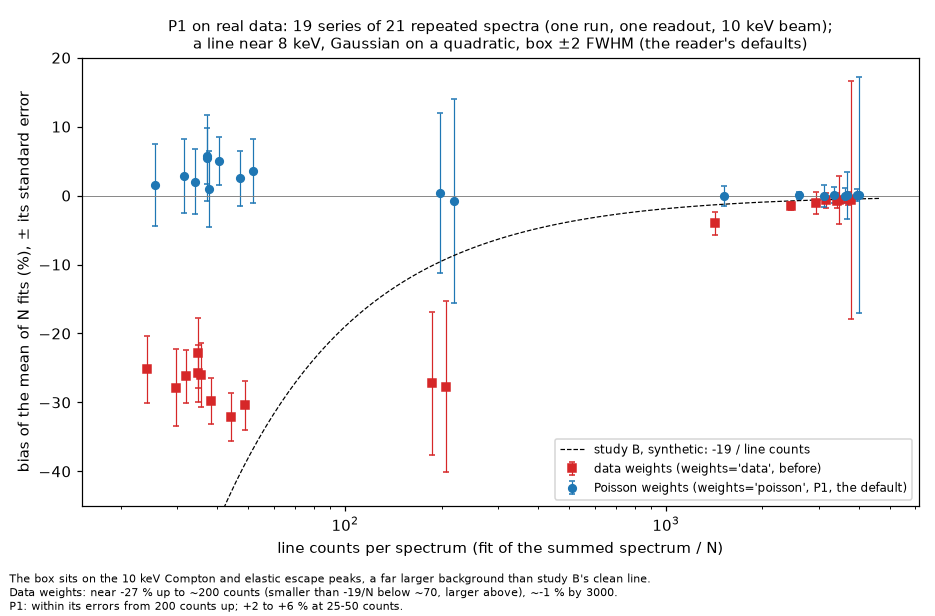 P1 on real data: 19 series of 21 repeated spectra (one run, one readout, 10 keV beam);
a line near 8 keV, Gaussian on a quadratic, box ±2 FWHM (the reader's defaults)
bias of the mean of N fits (%), ± its standard error
20
10
0
−10
−20
−30
−40
study B, synthetic: -19 / line counts
data weights (weights='data', before)
Poisson weights (weights='poisson', P1, the default)
10²
10³
line counts per spectrum (fit of the summed spectrum / N)
The box sits on the 10 keV Compton and elastic escape peaks, a far larger background than study B's clean line.
Data weights: near -27 % up to ~200 counts (smaller than -19/N below ~70, larger above), ~-1 % by 3000.
P1: within its errors from 200 counts up; +2 to +6 % at 25-50 counts.